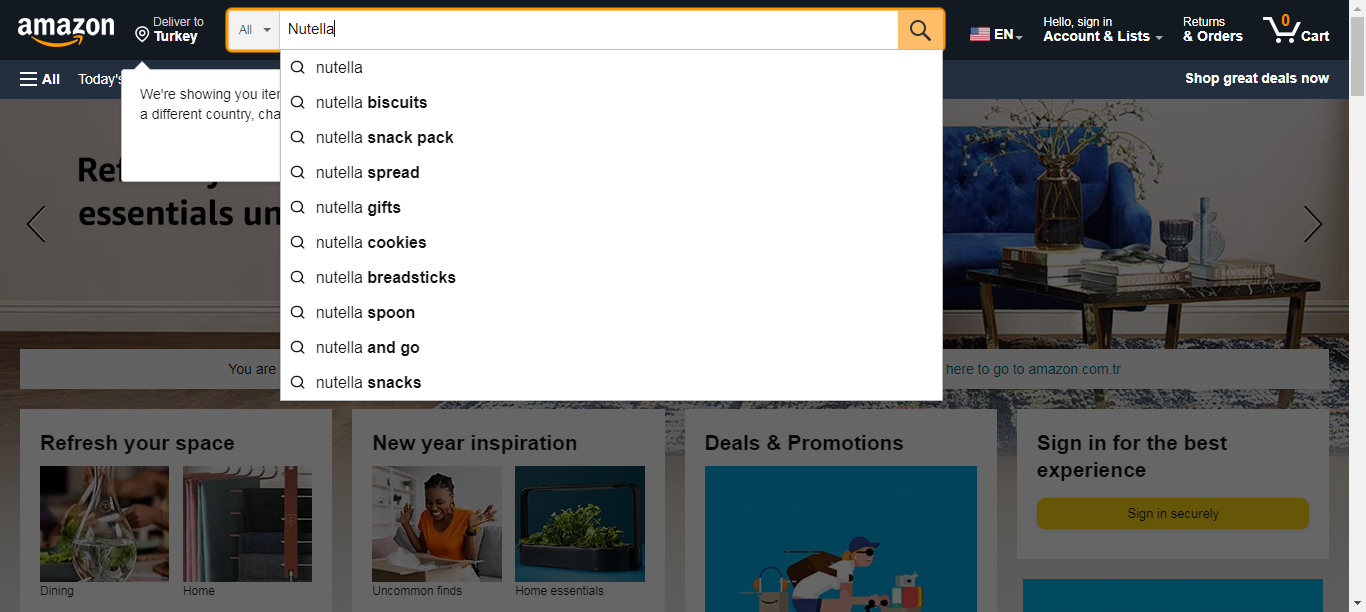 amazon
Deliver to
Turkey
All
Nutella
EN
Hello, sign in
Account & Lists
Returns
& Orders
0
Cart
All
Today's
Shop great deals now
We're showing you
a different country,
nutella
nutella biscuits
nutella snack pack
nutella spread
nutella gifts
nutella cookies
nutella breadsticks
nutella spoon
nutella and go
nutella snacks
essentials
You are
here to go to amazon.com.tr
Refresh your space
Dining
Home
New year inspiration
Uncommon finds
Home essentials
Deals & Promotions
Sign in for the best
experience
Sign in securely